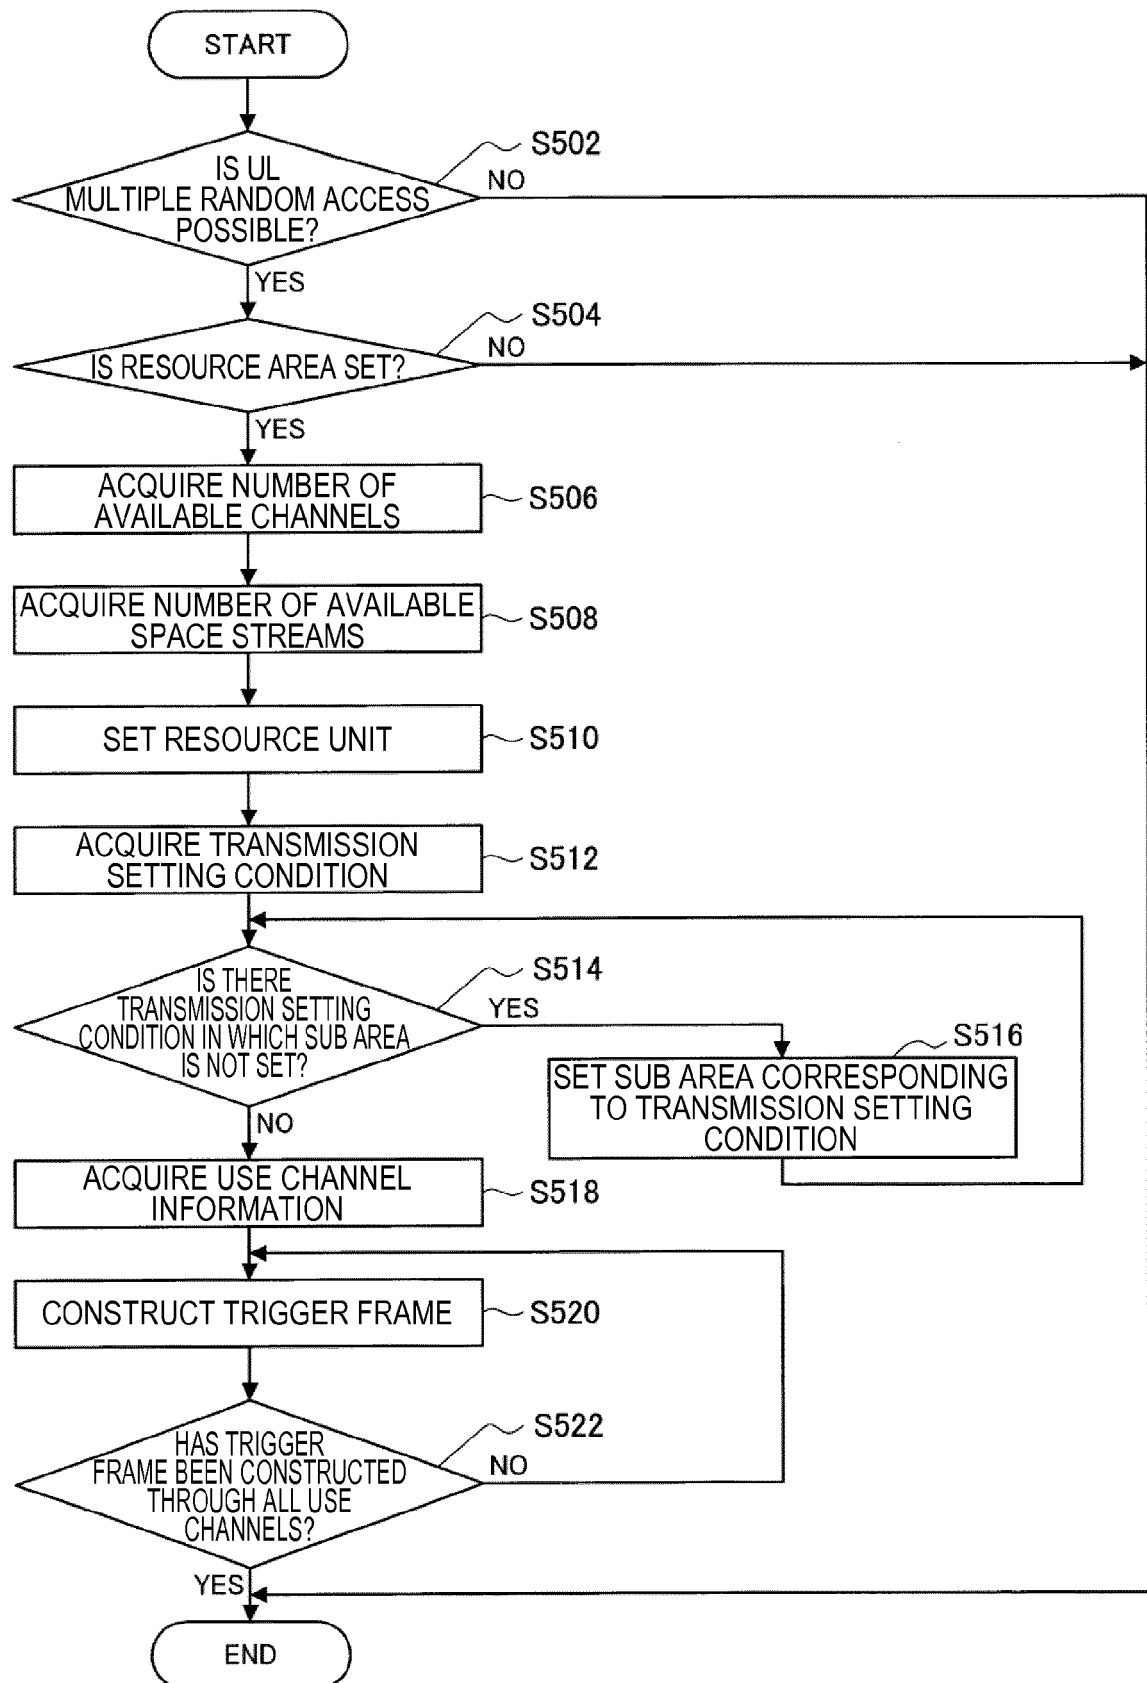 START
S502
IS UL
MULTIPLE RANDOM ACCESS
POSSIBLE?
NO
YES
S504
IS RESOURCE AREA SET?
NO
YES
ACQUIRE NUMBER OF
AVAILABLE CHANNELS
S506
ACQUIRE NUMBER OF AVAILABLE
SPACE STREAMS
S508
SET RESOURCE UNIT
S510
ACQUIRE TRANSMISSION
SETTING CONDITION
S512
S514
IS THERE
TRANSMISSION SETTING
CONDITION IN WHICH SUB AREA
IS NOT SET?
YES
S516
SET SUB AREA CORRESPONDING
TO TRANSMISSION SETTING
CONDITION
NO
ACQUIRE USE CHANNEL
INFORMATION
S518
CONSTRUCT TRIGGER FRAME
S520
S522
HAS TRIGGER
FRAME BEEN CONSTRUCTED
THROUGH ALL USE
CHANNELS?
NO
YES
END